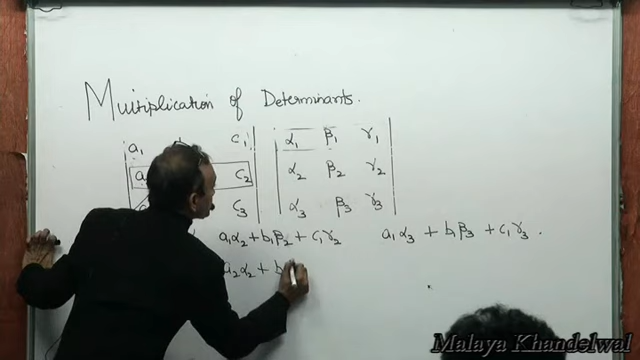 Multiplication of Determinants.
a₁ c₁ | α₁ β₁ γ₁
c₂ | α₂ β₂ γ₂
c₃ | α₃ β₃ γ₃
a₁α₂+b₁β₂+c₁γ₂ a₁α₃ + b₁β₃ + c₁γ₃.
a₂α₂ + b
Malaya Khandelwal